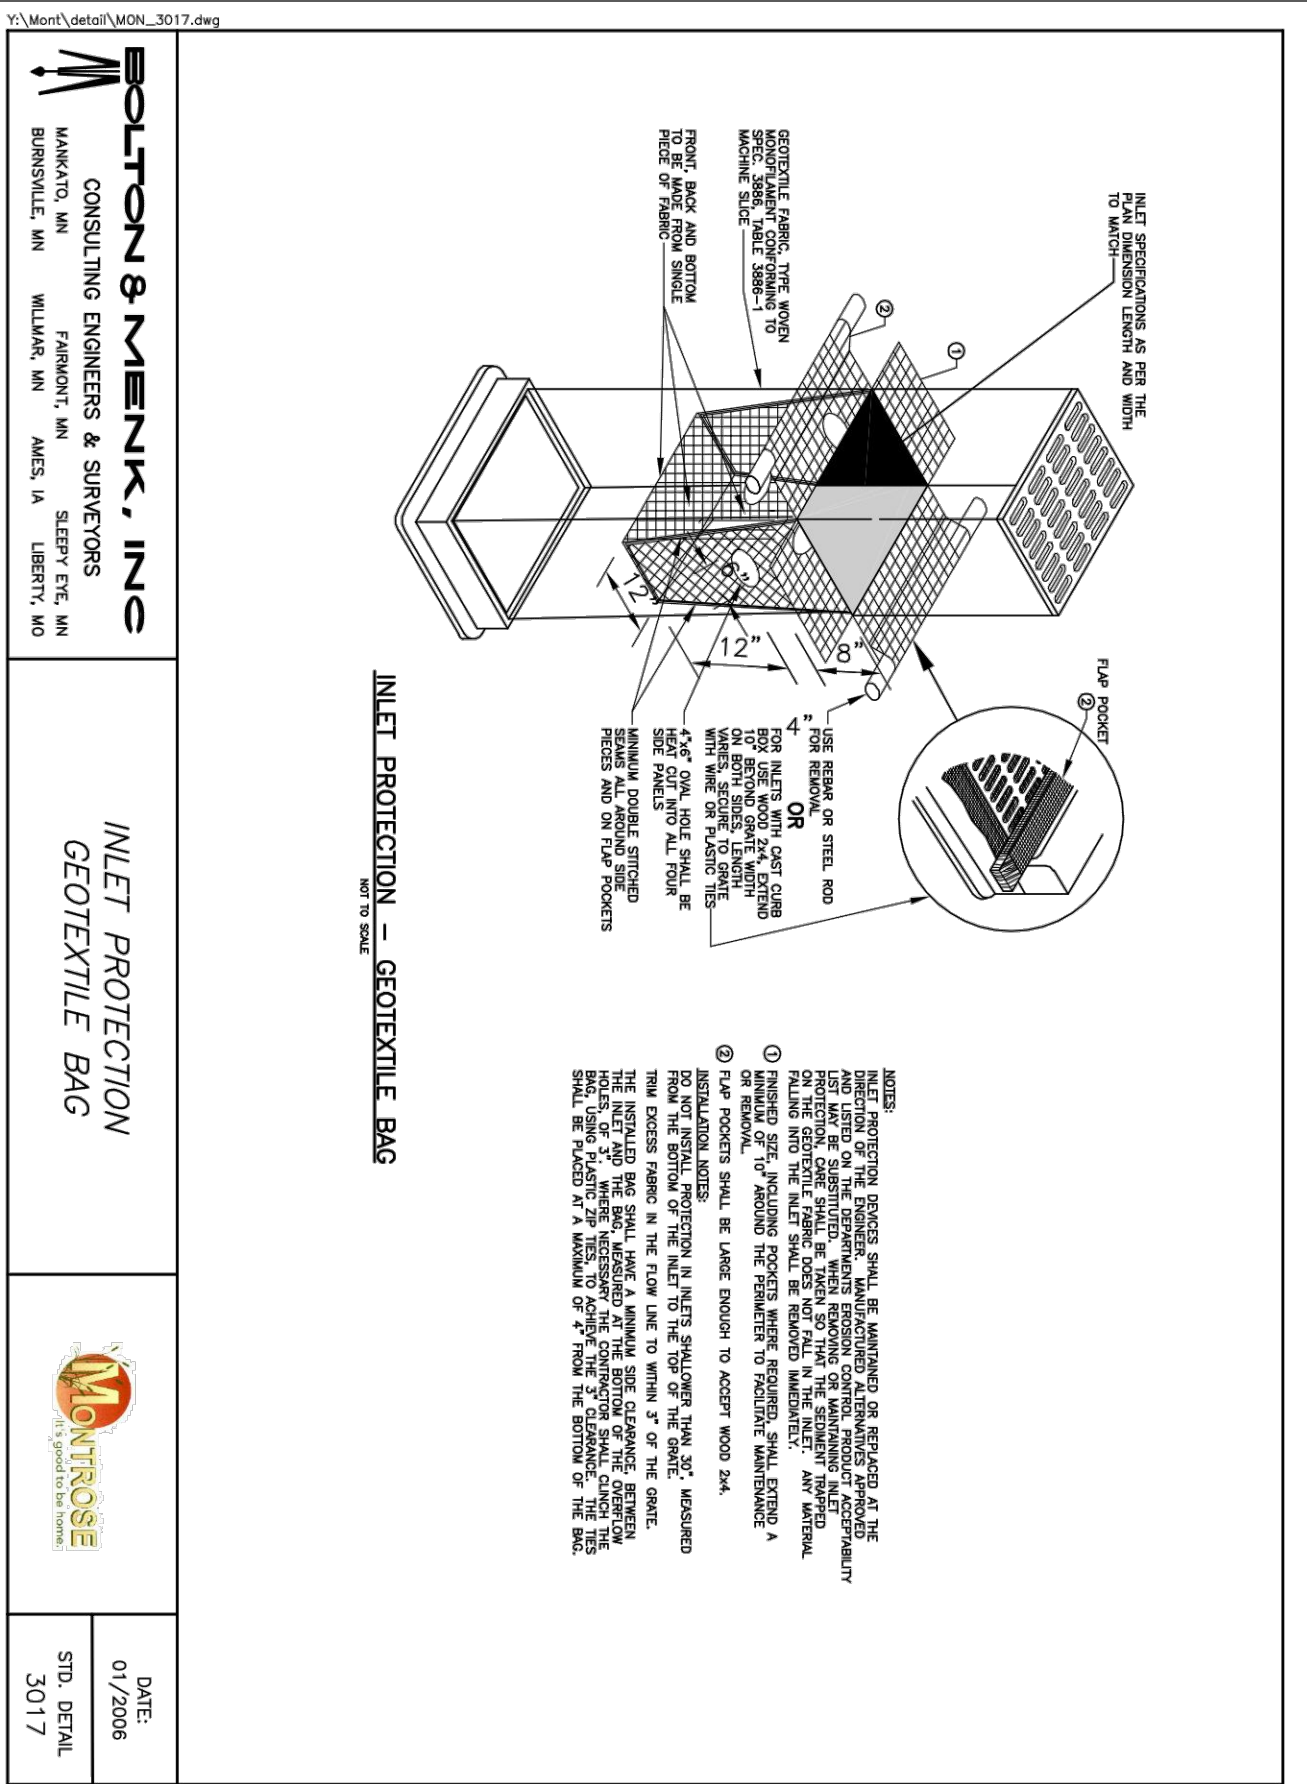 Y:\Mont\detail\MON_3017.dwg
INLET SPECIFICATIONS AS PER THE
PLAN DIMENSION LENGTH AND WIDTH
TO MATCH
GEOTEXTILE FABRIC, TYPE WOVEN
MONOFILAMENT CONFORMING TO
SPEC. 3886, TABLE 3886-1
MACHINE SLICE
FRONT, BACK AND BOTTOM
TO BE MADE FROM SINGLE
PIECE OF FABRIC
①
②
FLAP POCKET
②
8"
12"
6"
12"
4"
USE REBAR OR STEEL ROD
FOR REMOVAL
OR
FOR INLETS WITH CAST CURB
BOX USE WOOD 2x4, EXTEND
10" BEYOND GRATE WIDTH
ON BOTH SIDES, LENGTH
VARIES, SECURE TO GRATE
WITH WIRE OR PLASTIC TIES
4"x6" OVAL HOLE SHALL BE
HEAT CUT INTO ALL FOUR
SIDE PANELS
MINIMUM DOUBLE STITCHED
SEAMS ALL AROUND SIDE
PIECES AND ON FLAP POCKETS
INLET PROTECTION - GEOTEXTILE BAG
NOT TO SCALE
NOTES:
INLET PROTECTION DEVICES SHALL BE MAINTAINED OR REPLACED AT THE
DIRECTION OF THE ENGINEER. MANUFACTURED ALTERNATIVES APPROVED
AND LISTED ON THE DEPARTMENTS EROSION CONTROL PRODUCT ACCEPTABILITY
LIST MAY BE SUBSTITUTED. WHEN REMOVING OR MAINTAINING INLET
PROTECTION, CARE SHALL BE TAKEN SO THAT THE SEDIMENT TRAPPED
ON THE GEOTEXTILE FABRIC DOES NOT FALL IN THE INLET. ANY MATERIAL
FALLING INTO THE INLET SHALL BE REMOVED IMMEDIATELY.
① FINISHED SIZE, INCLUDING POCKETS WHERE REQUIRED, SHALL EXTEND A
MINIMUM OF 10" AROUND THE PERIMETER TO FACILITATE MAINTENANCE
OR REMOVAL.
② FLAP POCKETS SHALL BE LARGE ENOUGH TO ACCEPT WOOD 2x4.
INSTALLATION NOTES:
DO NOT INSTALL PROTECTION IN INLETS SHALLOWER THAN 30", MEASURED
FROM THE BOTTOM OF THE INLET TO THE TOP OF THE GRATE.
TRIM EXCESS FABRIC IN THE FLOW LINE TO WITHIN 3" OF THE GRATE.
THE INSTALLED BAG SHALL HAVE A MINIMUM SIDE CLEARANCE, BETWEEN
THE INLET AND THE BAG, MEASURED AT THE BOTTOM OF THE OVERFLOW
HOLES, OF 3". WHERE NECESSARY THE CONTRACTOR SHALL CLINCH THE
BAG, USING PLASTIC ZIP TIES, TO ACHIEVE THE 3" CLEARANCE. THE TIES
SHALL BE PLACED AT A MAXIMUM OF 4" FROM THE BOTTOM OF THE BAG.
BOLTON & MENK, INC
CONSULTING ENGINEERS & SURVEYORS
MANKATO, MN FAIRMONT, MN SLEEPY EYE, MN
BURNSVILLE, MN WILLMAR, MN AMES, IA LIBERTY, MO
INLET PROTECTION
GEOTEXTILE BAG
MONTROSE
It's good to be home.
DATE:
01/2006
STD. DETAIL
3017